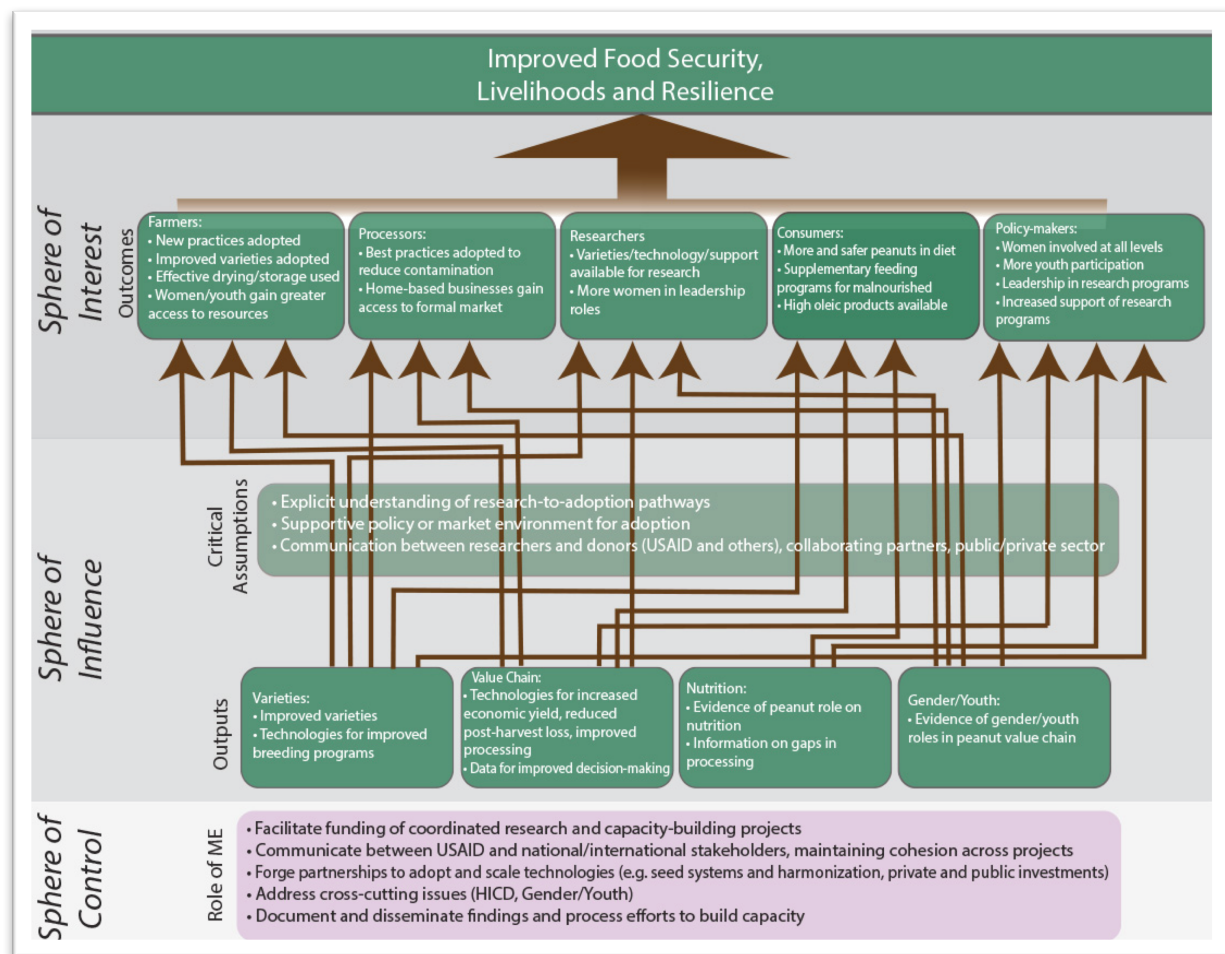 Improved Food Security,
Livelihoods and Resilience
Sphere of
Interest
Outcomes
Farmers:
• New practices adopted
• Improved varieties adopted
• Effective drying/storage used
• Women/youth gain greater
access to resources
Processors:
• Best practices adopted to
reduce contamination
• Home-based businesses gain
access to formal market
Researchers
• Varieties/technology/support
available for research
• More women in leadership
roles
Consumers:
• More and safer peanuts in diet
• Supplementary feeding
programs for malnourished
• High oleic products available
Policy-makers:
• Women involved at all levels
• More youth participation
• Leadership in research programs
• Increased support of research
programs
Sphere of
Influence
Critical
Assumptions
• Explicit understanding of research-to-adoption pathways
• Supportive policy or market environment for adoption
• Communication between researchers and donors (USAID and others), collaborating partners, public/private sector
Outputs
Varieties:
• Improved varieties
• Technologies for improved
breeding programs
Value Chain:
• Technologies for increased
economic yield, reduced
post-harvest loss, improved
processing
• Data for improved decision-making
Nutrition:
• Evidence of peanut role on
nutrition
• Information on gaps in
processing
Gender/Youth:
• Evidence of gender/youth
roles in peanut value chain
Sphere of
Control
Role of ME
• Facilitate funding of coordinated research and capacity-building projects
• Communicate between USAID and national/international stakeholders, maintaining cohesion across projects
• Forge partnerships to adopt and scale technologies (e.g. seed systems and harmonization, private and public investments)
• Address cross-cutting issues (HICD, Gender/Youth)
• Document and disseminate findings and process efforts to build capacity